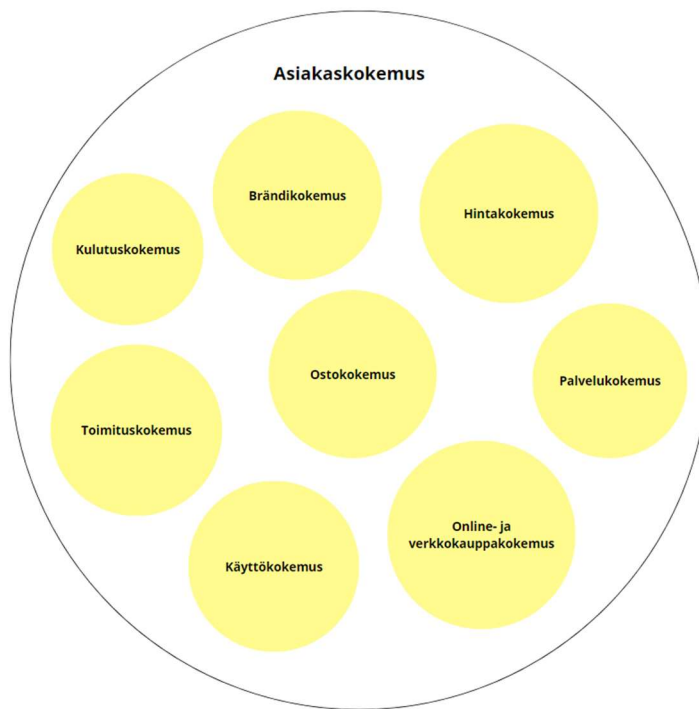 Asiakaskokemus
Brändikokemus
Hintakokemus
Kulutuskokemus
Ostokokemus
Palvelukokemus
Toimituskokemus
Online- ja
verkkokauppakokemus
Käyttökokemus